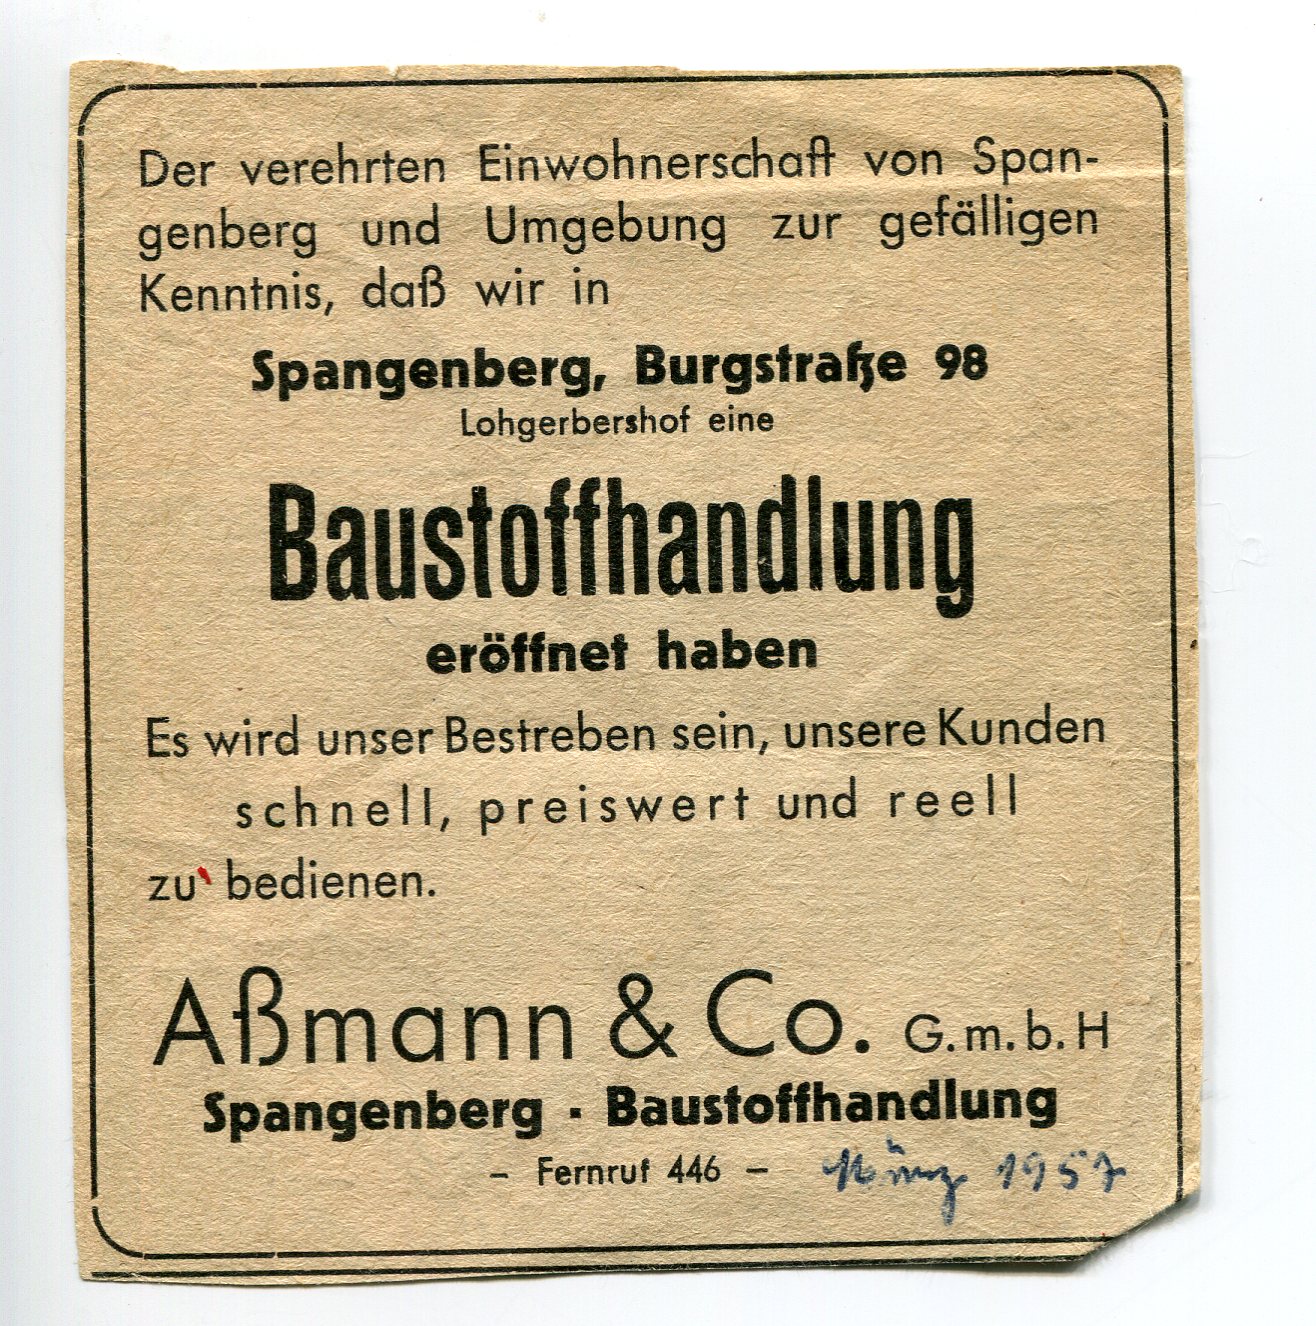 Der verehrten Einwohnerschaft von Span-
genberg und Umgebung zur gefälligen
Kenntnis, daß wir in
Spangenberg, Burgstraße 98
Lohgerbershof eine
Baustoffhandlung
eröffnet haben
Es wird unser Bestreben sein, unsere Kunden
schnell, preiswert und reell
zu bedienen.
Aßmann & Co. G.m.b.H
Spangenberg · Baustoffhandlung
– Fernruf 446 – März 1957